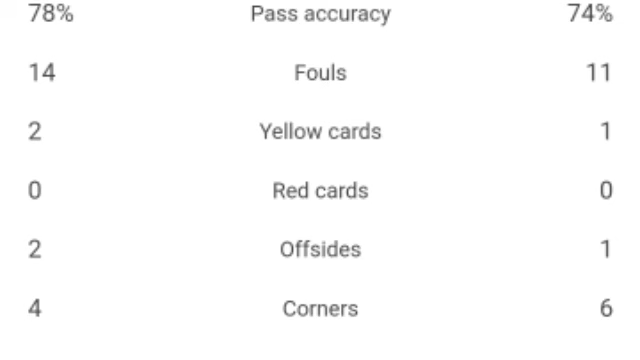 78% Pass accuracy 74%
14 Fouls 11
2 Yellow cards 1
0 Red cards 0
2 Offsides 1
4 Corners 6